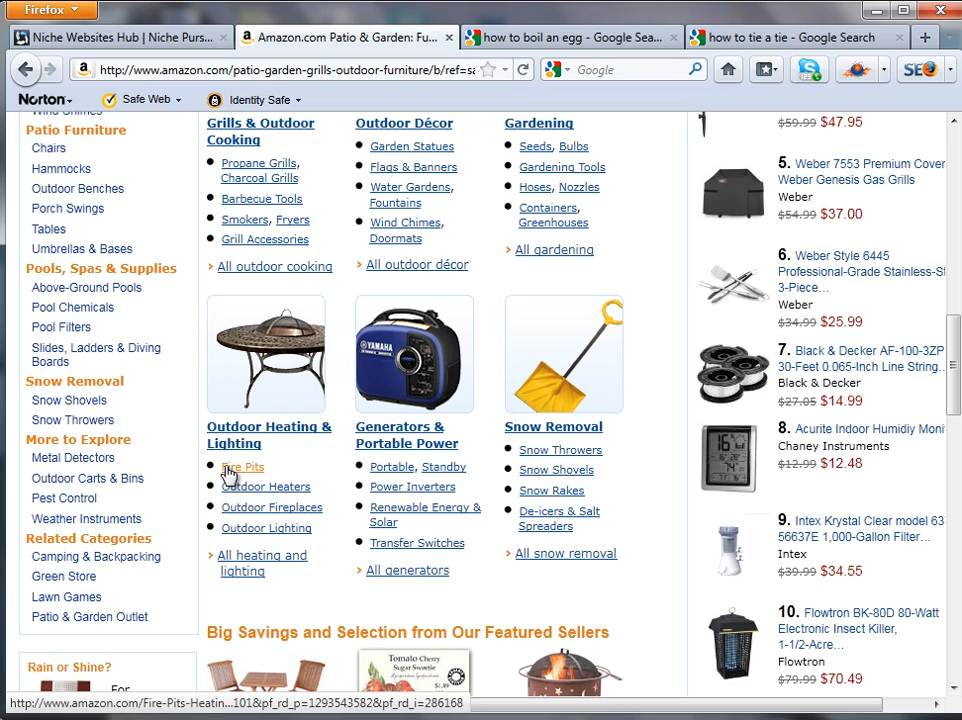 Firefox
Niche Websites Hub | Niche Purs...
Amazon.com Patio & Garden: Fu...
how to boil an egg - Google Sea...
how to tie a tie - Google Search
http://www.amazon.com/patio-garden-grills-outdoor-furniture/b/ref=sa
Google
SEO
Norton
Safe Web
Identity Safe
Wind Chimes
Patio Furniture
Chairs
Hammocks
Outdoor Benches
Porch Swings
Tables
Umbrellas & Bases
Pools, Spas & Supplies
Above-Ground Pools
Pool Chemicals
Pool Filters
Slides, Ladders & Diving
Boards
Snow Removal
Snow Shovels
Snow Throwers
More to Explore
Metal Detectors
Outdoor Carts & Bins
Pest Control
Weather Instruments
Related Categories
Camping & Backpacking
Green Store
Lawn Games
Patio & Garden Outlet
Rain or Shine?
For
Grills & Outdoor
Cooking
Propane Grills,
Charcoal Grills
Barbecue Tools
Smokers, Fryers
Grill Accessories
› All outdoor cooking
Outdoor Décor
Garden Statues
Flags & Banners
Water Gardens,
Fountains
Wind Chimes,
Doormats
› All outdoor décor
Gardening
Seeds, Bulbs
Gardening Tools
Hoses, Nozzles
Containers,
Greenhouses
› All gardening
YAMAHA
Outdoor Heating &
Lighting
Fire Pits
Outdoor Heaters
Outdoor Fireplaces
Outdoor Lighting
› All heating and
lighting
Generators &
Portable Power
Portable, Standby
Power Inverters
Renewable Energy &
Solar
Transfer Switches
› All generators
Snow Removal
Snow Throwers
Snow Shovels
Snow Rakes
De-icers & Salt
Spreaders
› All snow removal
Big Savings and Selection from Our Featured Sellers
Tomato Cherry
Sugar Sweetie
$59.99 $47.95
5. Weber 7553 Premium Cover
Weber Genesis Gas Grills
Weber
$54.99 $37.00
6. Weber Style 6445
Professional-Grade Stainless-St
3-Piece...
Weber
$34.99 $25.99
7. Black & Decker AF-100-3ZP
30-Feet 0.065-Inch Line String...
Black & Decker
$27.05 $14.99
8. Acurite Indoor Humidiy Moni
Chaney Instruments
$12.99 $12.48
9. Intex Krystal Clear model 63
56637E 1,000-Gallon Filter...
Intex
$39.99 $34.55
10. Flowtron BK-80D 80-Watt
Electronic Insect Killer,
1-1/2-Acre...
Flowtron
$79.99 $70.49
http://www.amazon.com/Fire-Pits-Heatin...101&pf_rd_p=1293543582&pf_rd_i=286168